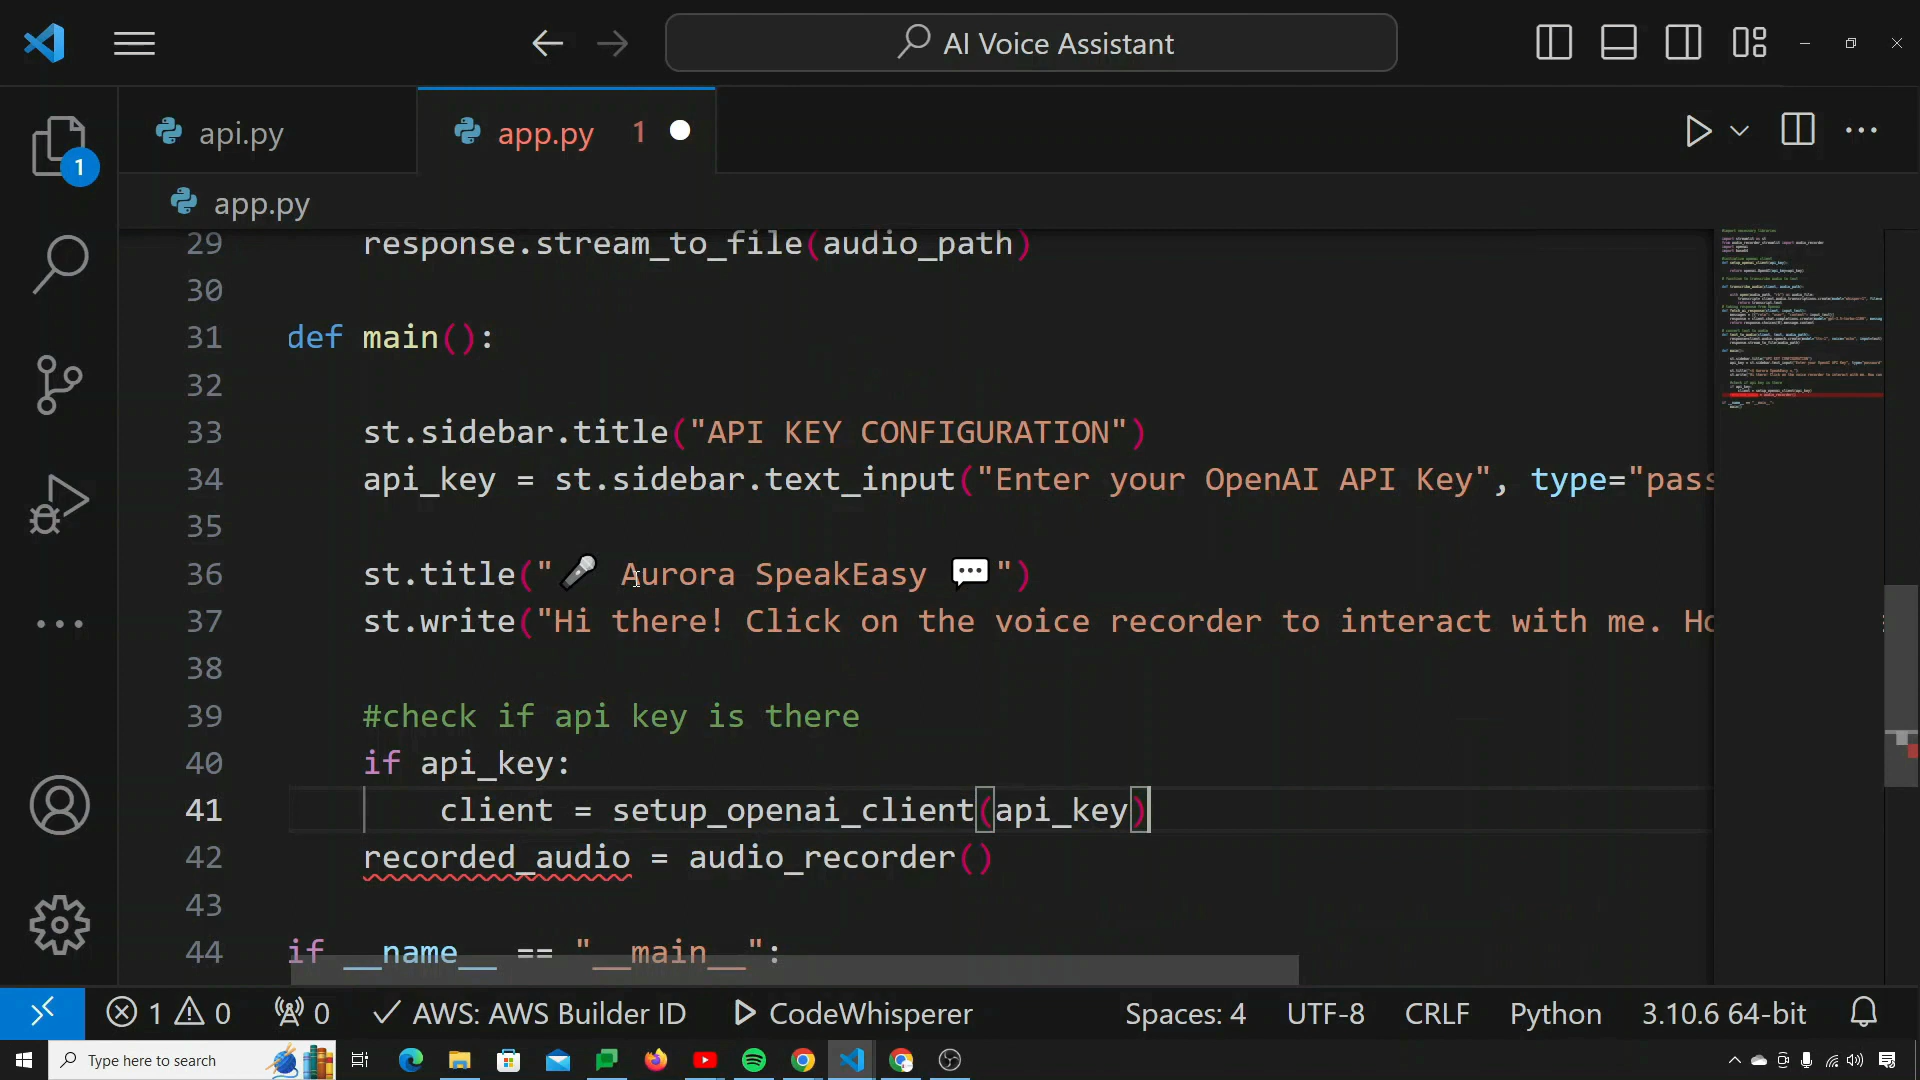 AI Voice Assistant
1
api.py
app.py 1
app.py
29 response.stream_to_file(audio_path)
30
31 def main():
32
33 st.sidebar.title("API KEY CONFIGURATION")
34 api_key = st.sidebar.text_input("Enter your OpenAI API Key", type="pass
35
36 st.title("🎤 Aurora SpeakEasy 💬")
37 st.write("Hi there! Click on the voice recorder to interact with me. Ho
38
39 #check if api key is there
40 if api_key:
41 client = setup_openai_client(api_key)
42 recorded_audio = audio_recorder()
43
44 if __name__ == "__main__":
1 0 0 AWS: AWS Builder ID CodeWhisperer Spaces: 4 UTF-8 CRLF Python 3.10.6 64-bit
Type here to search